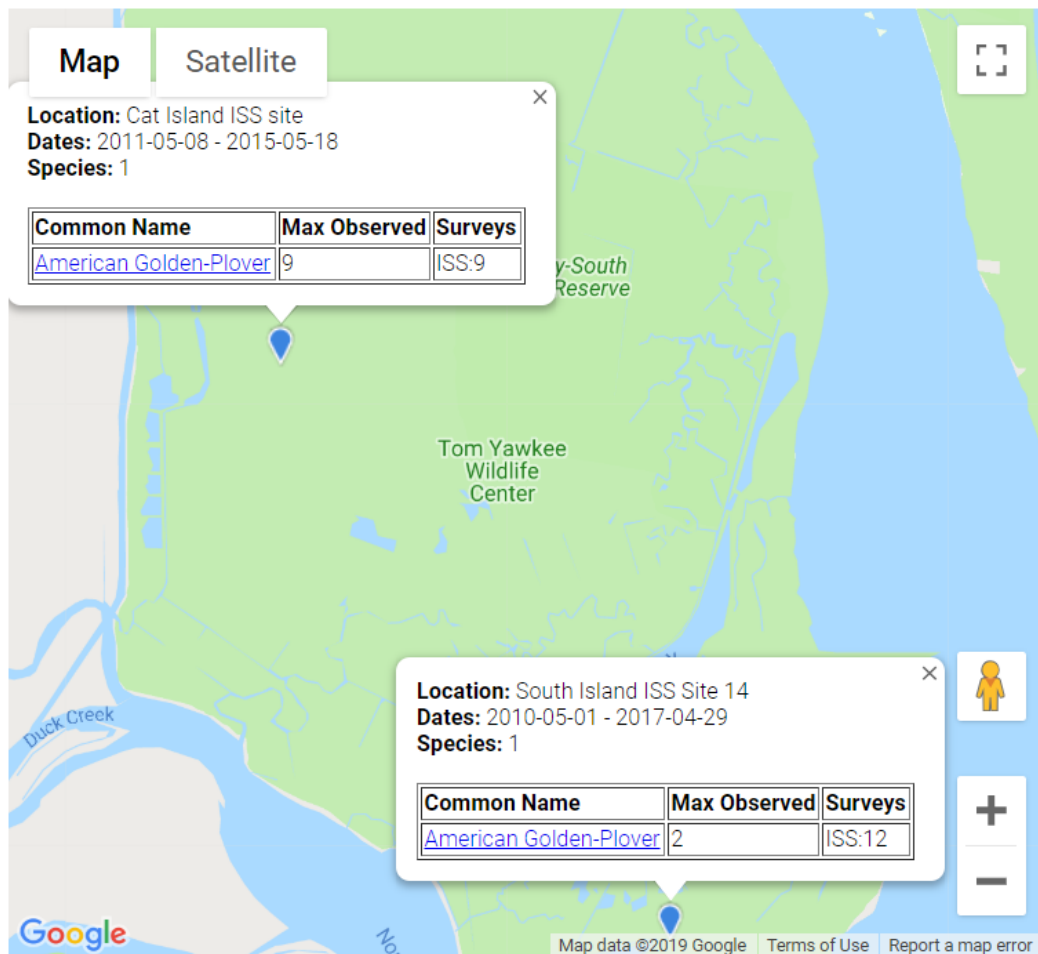 Map
Satellite
Location: Cat Island ISS site
Dates: 2011-05-08 - 2015-05-18
Species: 1
Common Name Max Observed Surveys
American Golden-Plover 9 ISS:9
y-South
Reserve
Tom Yawkee
Wildlife
Center
Duck Creek
Location: South Island ISS Site 14
Dates: 2010-05-01 - 2017-04-29
Species: 1
Common Name Max Observed Surveys
American Golden-Plover 2 ISS:12
Google
Map data ©2019 Google Terms of Use Report a map error